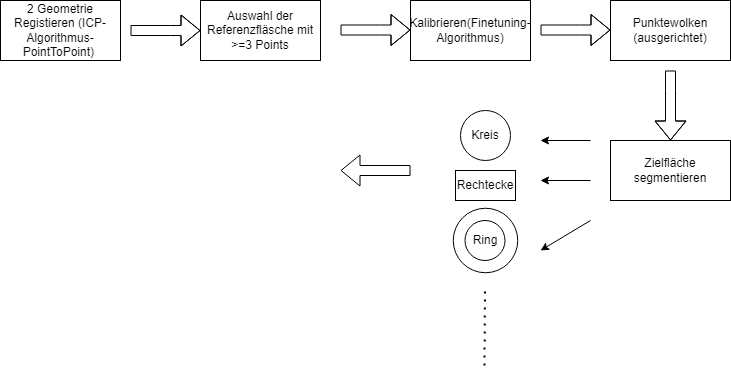 2 Geometrie
Registieren (ICP-
Algorithmus-
PointToPoint)
Auswahl der
Referenzfläsche mit
>=3 Points
Kalibrieren(Finetuning-
Algorithmus)
Punktewolken
(ausgerichtet)
Zielfläche
segmentieren
Kreis
Rechtecke
Ring